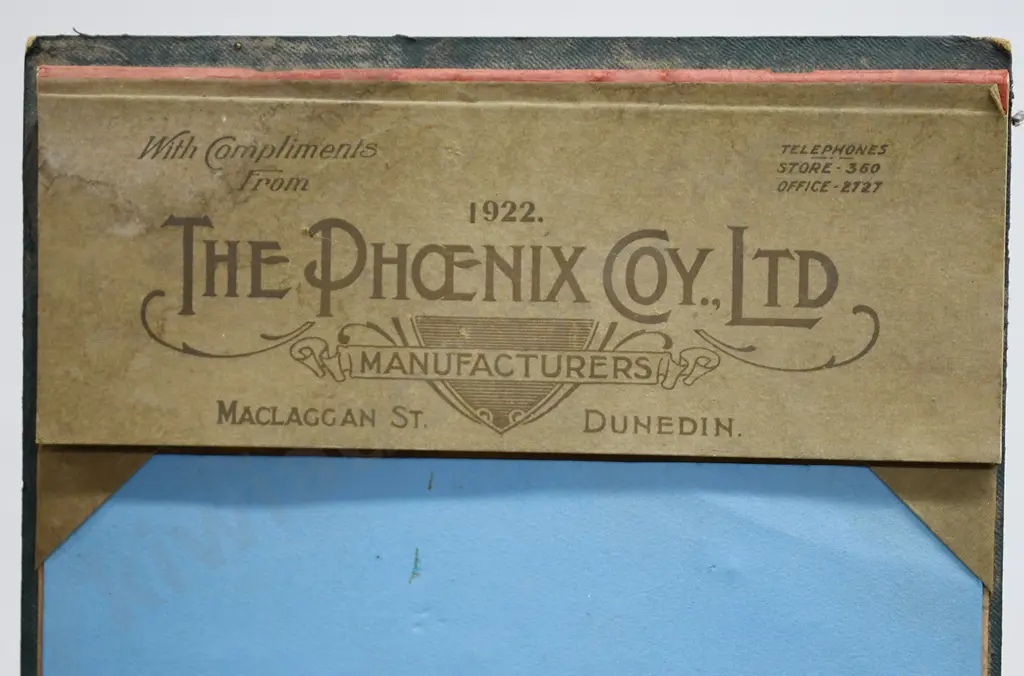 With Compliments
From
TELEPHONES
STORE - 360
OFFICE - 2727
1922.
THE PHŒNIX COY., LTD
MANUFACTURERS
MACLAGGAN ST. DUNEDIN.